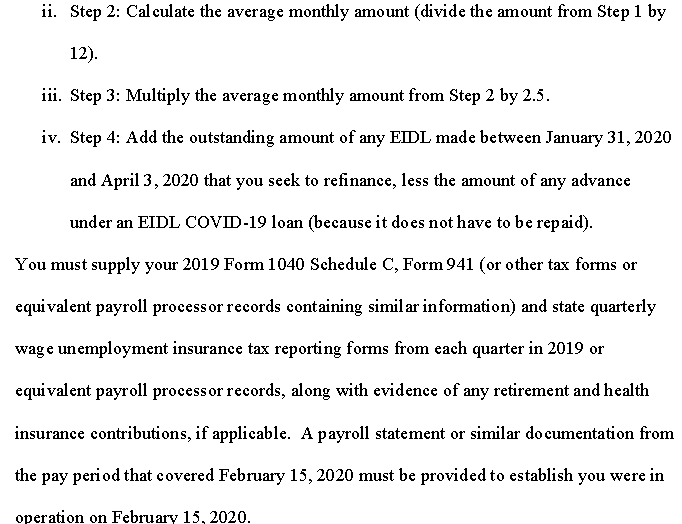 ii. Step 2: Calculate the average monthly amount (divide the amount from Step 1 by
12).
iii. Step 3: Multiply the average monthly amount from Step 2 by 2.5.
iv. Step 4: Add the outstanding amount of any EIDL made between January 31, 2020
and April 3, 2020 that you seek to refinance, less the amount of any advance
under an EIDL COVID-19 loan (because it does not have to be repaid).
You must supply your 2019 Form 1040 Schedule C, Form 941 (or other tax forms or
equivalent payroll processor records containing similar information) and state quarterly
wage unemployment insurance tax reporting forms from each quarter in 2019 or
equivalent payroll processor records, along with evidence of any retirement and health
insurance contributions, if applicable. A payroll statement or similar documentation from
the pay period that covered February 15, 2020 must be provided to establish you were in
operation on February 15, 2020.